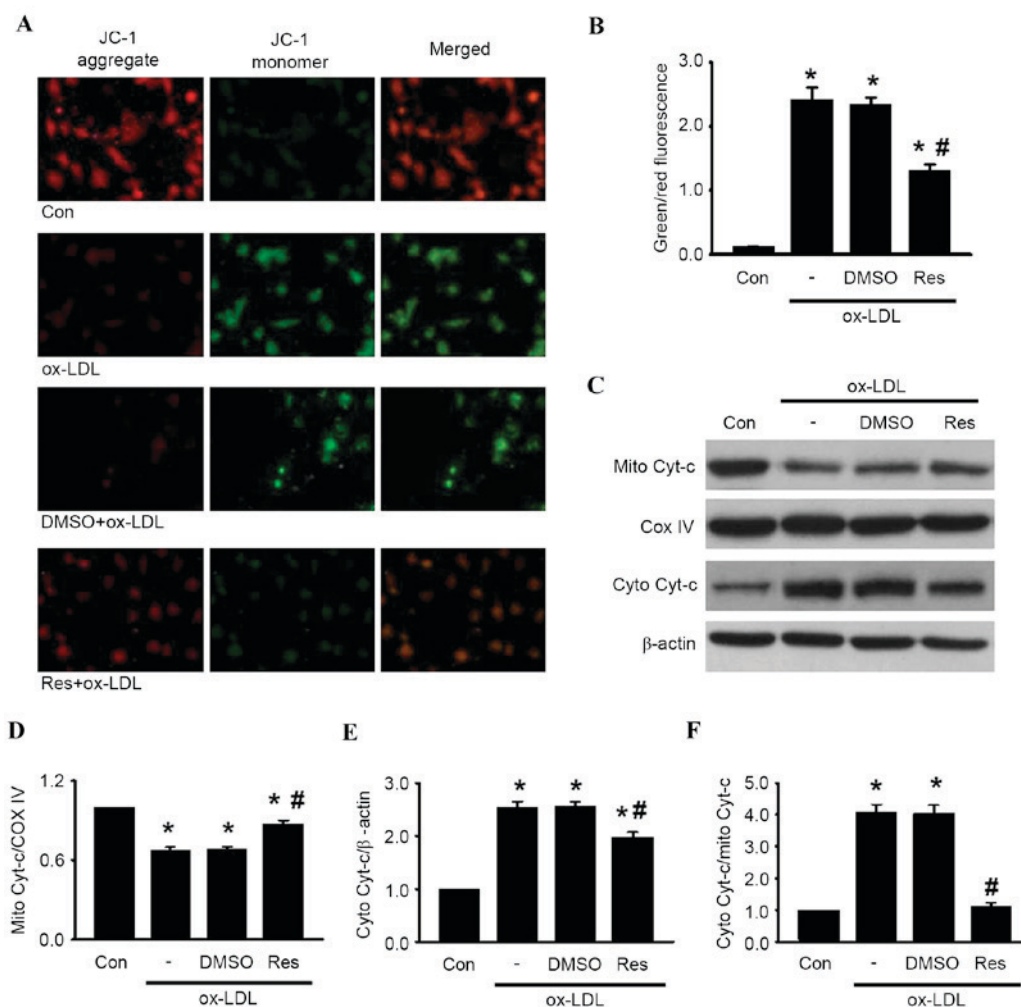 A
JC-1
aggregate
JC-1
monomer
Merged
Con
ox-LDL
DMSO+ox-LDL
Res+ox-LDL
B
Green/red fluorescence
3.0
2.0
1.0
0.0
*
*
* #
Con
-
DMSO
Res
ox-LDL
C
ox-LDL
Con
-
DMSO
Res
Mito Cyt-c
Cox IV
Cyto Cyt-c
β-actin
D
Mito Cyt-c/COX IV
1.2
0.6
0.0
*
*
* #
Con
-
DMSO
Res
ox-LDL
E
Cyto Cyt-c/β -actin
3.0
2.0
1.0
0.0
*
*
* #
Con
-
DMSO
Res
ox-LDL
F
Cyto Cyt-c/mito Cyt-c
5.0
4.0
3.0
2.0
1.0
0.0
*
*
#
Con
-
DMSO
Res
ox-LDL